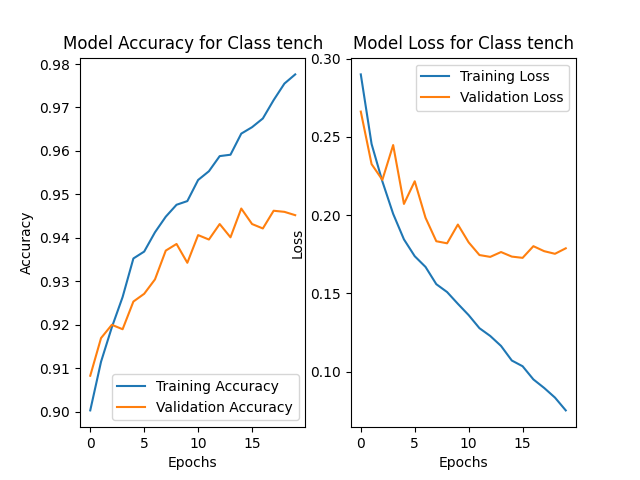 Model Accuracy for Class tench
0.98
0.97
0.96
0.95
0.94
0.93
0.92
0.91
0.90
Accuracy
Training Accuracy
Validation Accuracy
0 5 10 15
Epochs
Model Loss for Class tench
0.30
0.25
0.20
0.15
0.10
Loss
Training Loss
Validation Loss
0 5 10 15
Epochs